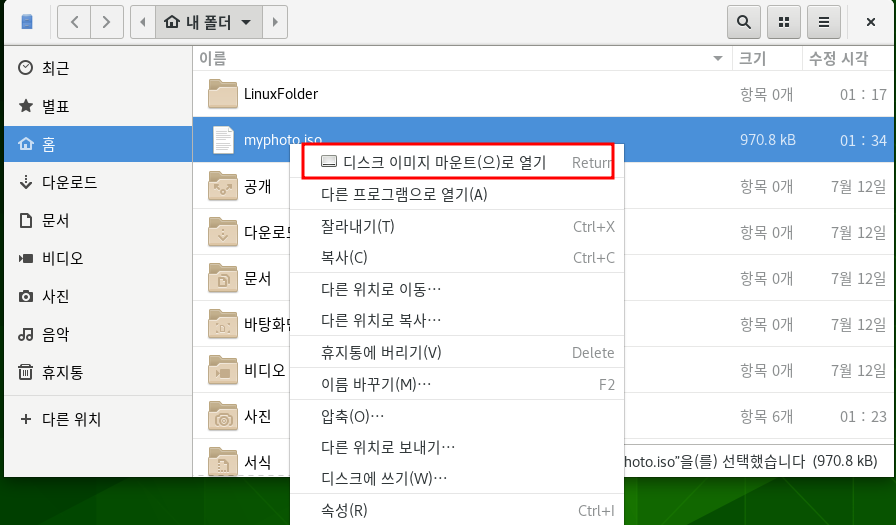 내 폴더
이름 크기 수정 시각
최근
별표
홈
다운로드
문서
비디오
사진
음악
휴지통
다른 위치
LinuxFolder 항목 0개 01 : 17
myphoto.iso 970.8 kB 01 : 34
공개 항목 0개 7월 12일
다운로드 항목 0개 7월 12일
문서 항목 0개 7월 12일
바탕화면 항목 0개 7월 12일
비디오 항목 0개 7월 12일
사진 항목 6개 01 : 23
서식
디스크 이미지 마운트(으)로 열기 Return
다른 프로그램으로 열기(A)
잘라내기(T) Ctrl+X
복사(C) Ctrl+C
다른 위치로 이동…
다른 위치로 복사…
휴지통에 버리기(V) Delete
이름 바꾸기(M)… F2
압축(O)…
다른 위치로 보내기…
디스크에 쓰기(W)…
속성(R) Ctrl+I
hoto.iso”을(를) 선택했습니다 (970.8 kB)